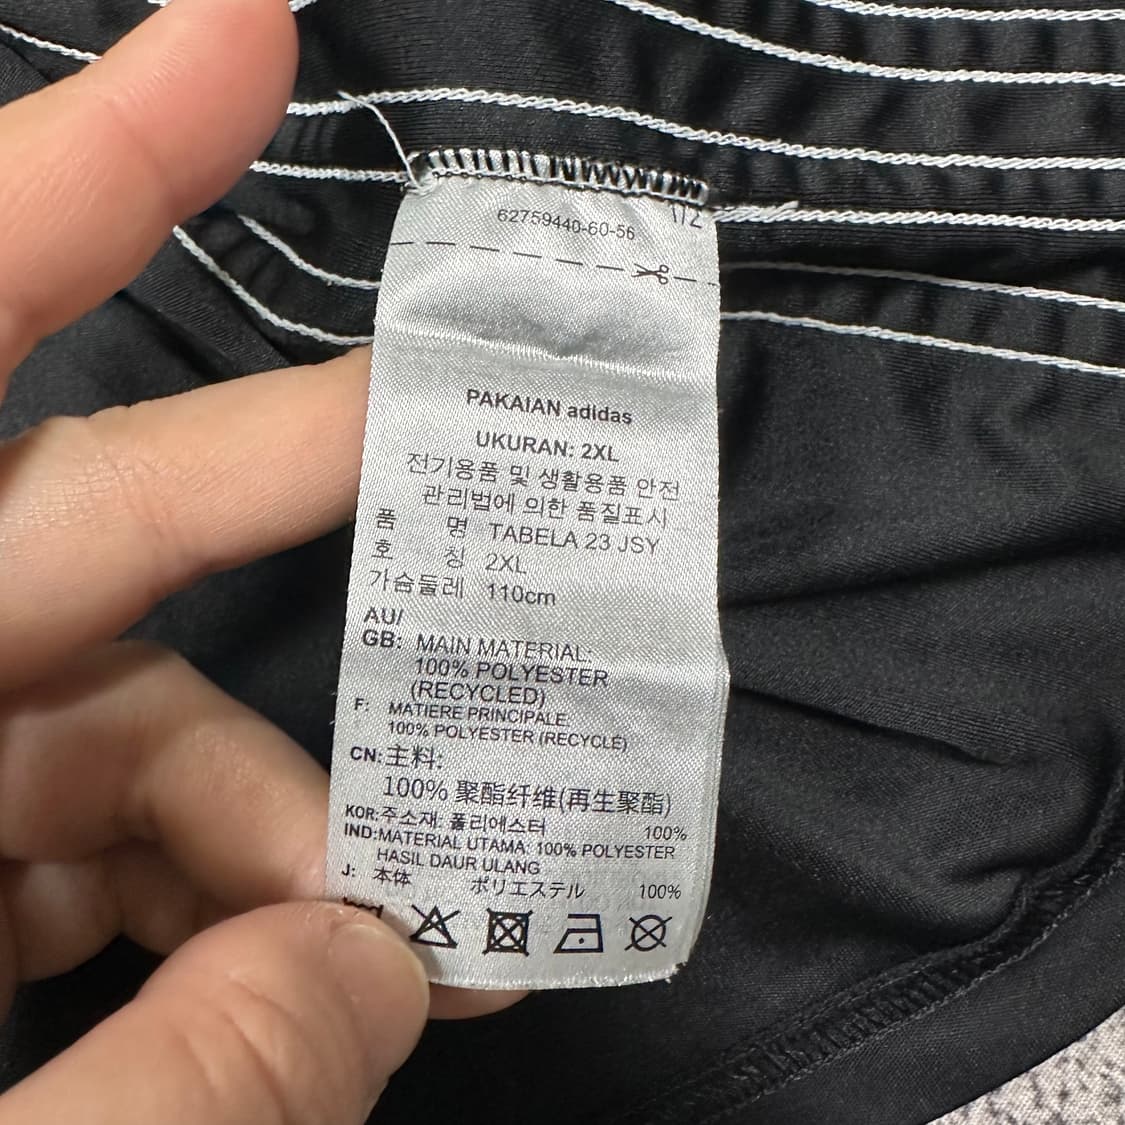 62759440-60-56
PAKAIAN adidas
UKURAN: 2XL
전기용품 및 생활용품 안전
관리법에 의한 품질표시
품 명 TABELA 23 JSY
호 칭 2XL
가슴둘레 110cm
AU/
GB: MAIN MATERIAL:
100% POLYESTER
(RECYCLED)
F: MATIERE PRINCIPALE:
100% POLYESTER (RECYCLÉ)
CN: 主料:
100% 聚酯纤维(再生聚酯)
KOR: 주소재: 폴리에스터 100%
IND: MATERIAL UTAMA: 100% POLYESTER
HASIL DAUR ULANG
J: 本体 ポリエステル 100%